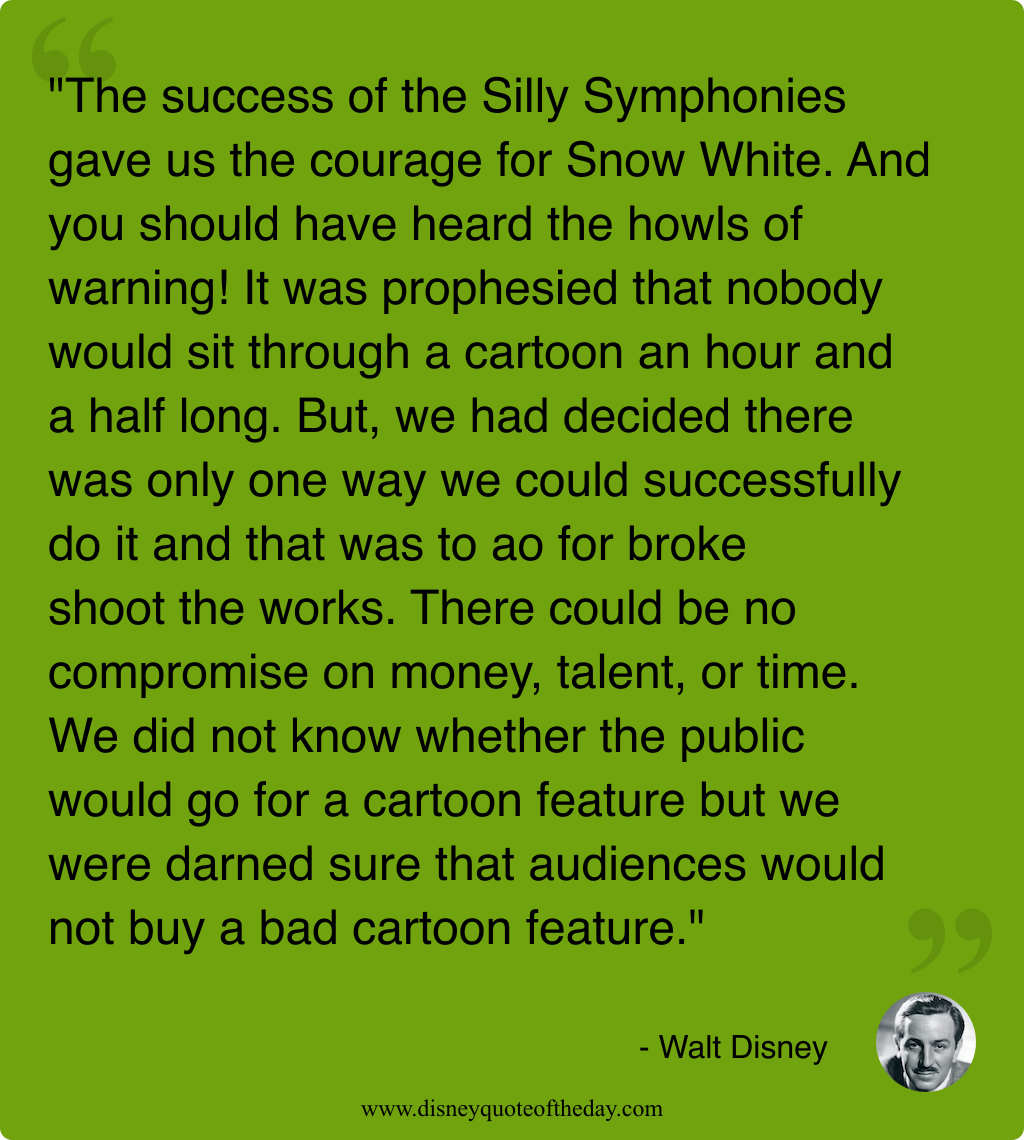 "The success of the Silly Symphonies
gave us the courage for Snow White. And
you should have heard the howls of
warning! It was prophesied that nobody
would sit through a cartoon an hour and
a half long. But, we had decided there
was only one way we could successfully
do it and that was to ao for broke
shoot the works. There could be no
compromise on money, talent, or time.
We did not know whether the public
would go for a cartoon feature but we
were darned sure that audiences would
not buy a bad cartoon feature."
- Walt Disney
www.disneyquoteoftheday.com